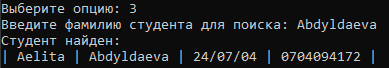 Выберите опцию: 3
Введите фамилию студента для поиска: Abdyldaeva
Студент найден:
| Aelita | Abdyldaeva | 24/07/04 | 0704094172 |